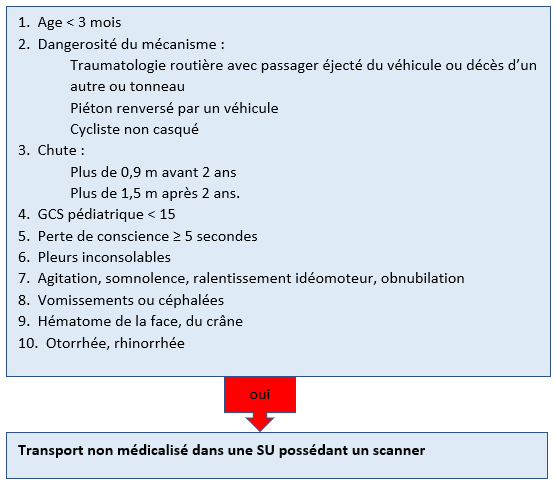 1. Age < 3 mois
2. Dangerosité du mécanisme :
Traumatologie routière avec passager éjecté du véhicule ou décès d'un
autre ou tonneau
Piéton renversé par un véhicule
Cycliste non casqué
3. Chute :
Plus de 0,9 m avant 2 ans
Plus de 1,5 m après 2 ans.
4. GCS pédiatrique < 15
5. Perte de conscience ≥ 5 secondes
6. Pleurs inconsolables
7. Agitation, somnolence, ralentissement idéomoteur, obnubilation
8. Vomissements ou céphalées
9. Hématome de la face, du crâne
10. Otorrhée, rhinorrhée
oui
Transport non médicalisé dans une SU possédant un scanner